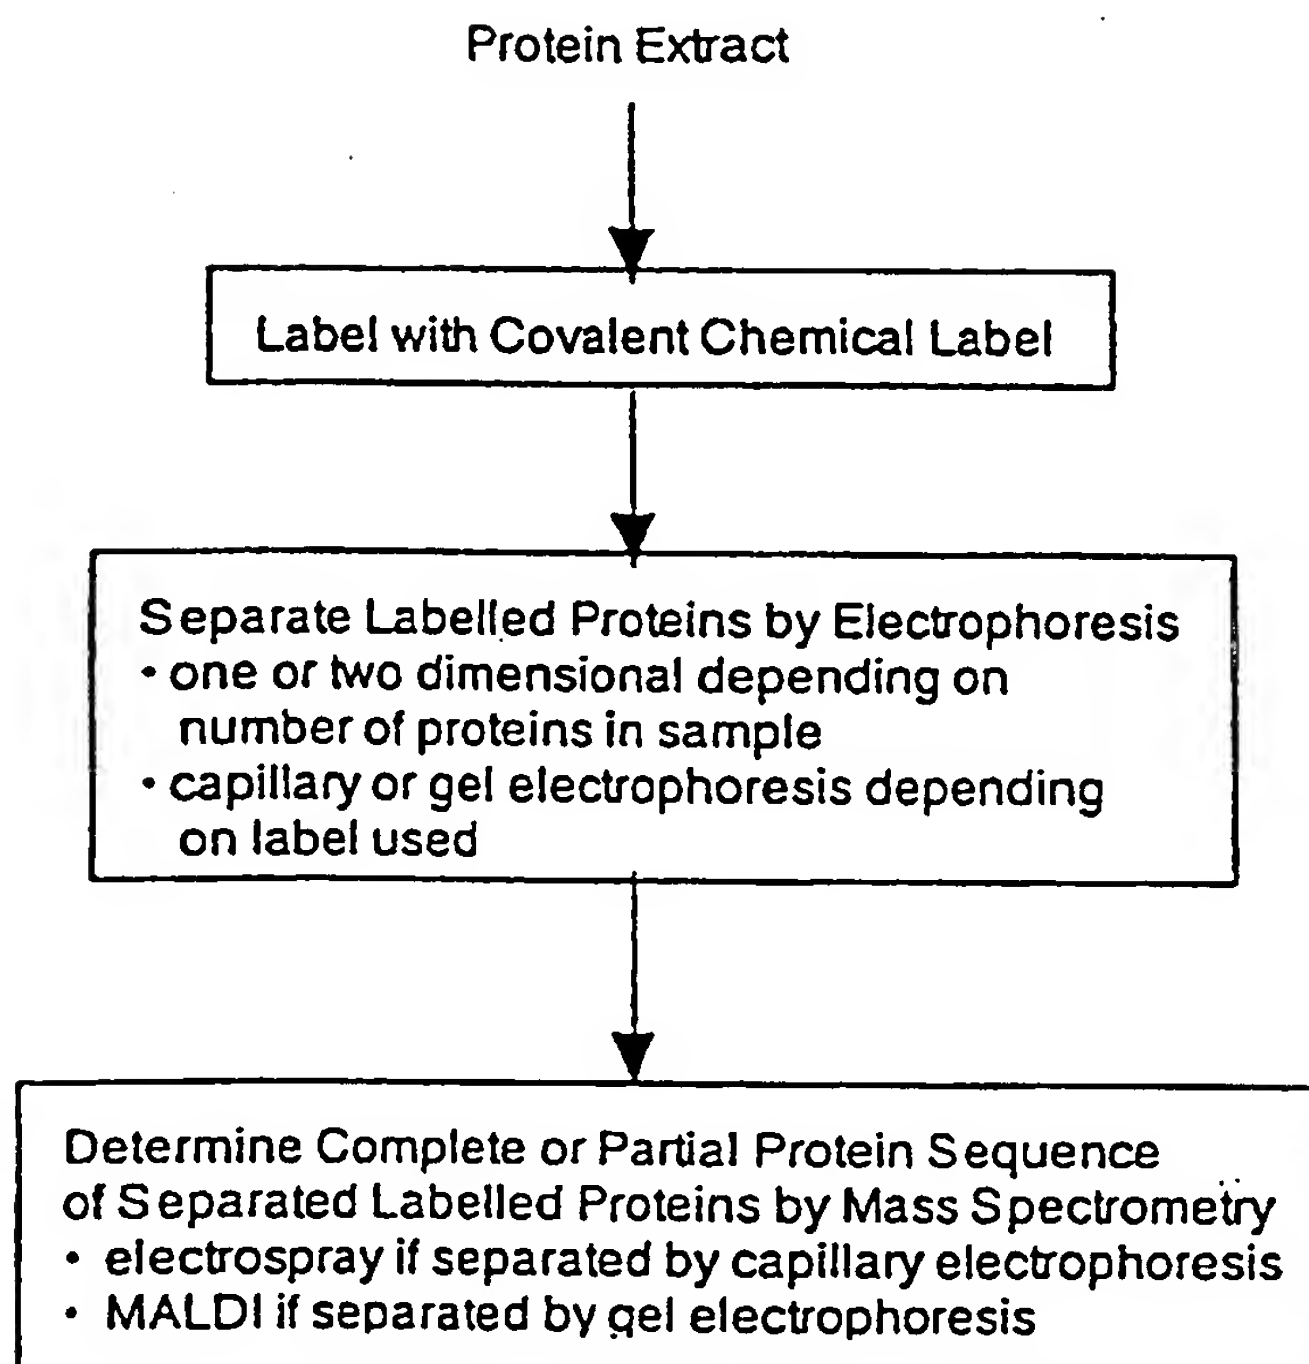 Protein Extract
Label with Covalent Chemical Label
Separate Labelled Proteins by Electrophoresis
• one or two dimensional depending on
number of proteins in sample
• capillary or gel electrophoresis depending
on label used
Determine Complete or Partial Protein Sequence
of Separated Labelled Proteins by Mass Spectrometry
• electrospray if separated by capillary electrophoresis
• MALDI if separated by gel electrophoresis